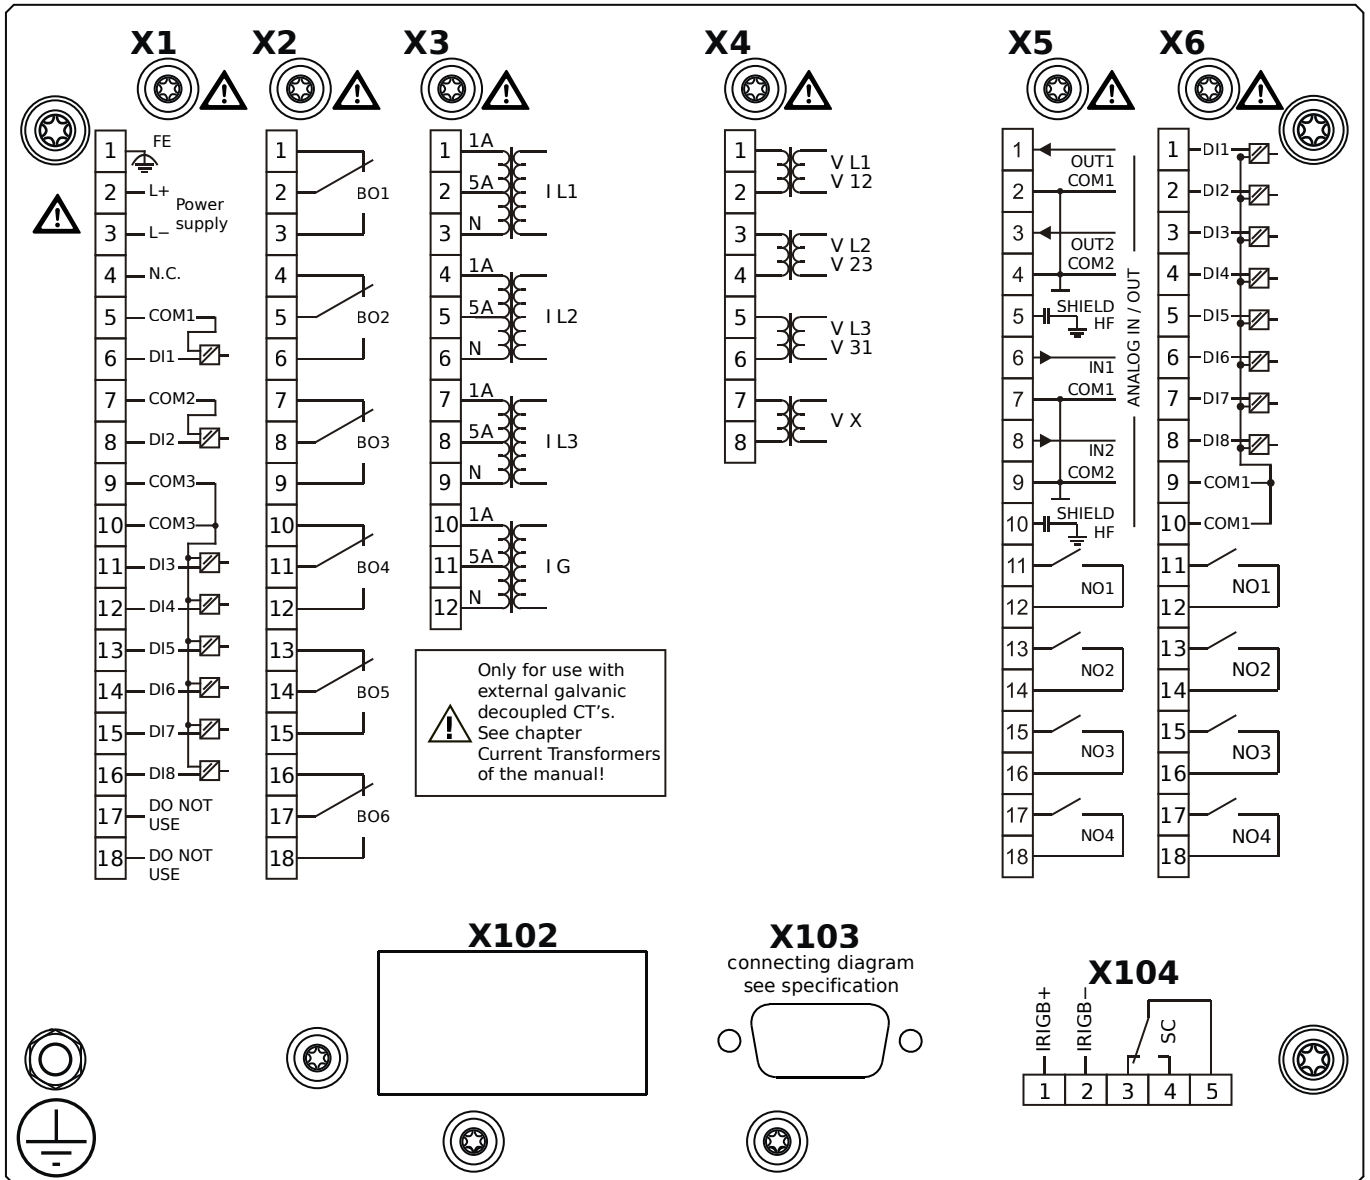 X1 X2 X3 X4 X5 X6
1 FE
2 L+
Power
supply
3 L−
4 N.C.
5 COM1
6 DI1
7 COM2
8 DI2
9 COM3
10 COM3
11 DI3
12 DI4
13 DI5
14 DI6
15 DI7
16 DI8
17 DO NOT
USE
18 DO NOT
USE
1
2 BO1
3
4
5 BO2
6
7
8 BO3
9
10
11 BO4
12
13
14 BO5
15
16
17 BO6
18
1 1A
2 5A I L1
3 N
4 1A
5 5A I L2
6 N
7 1A
8 5A I L3
9 N
10 1A
11 5A I G
12 N
Only for use with
external galvanic
decoupled CT's.
See chapter
Current Transformers
of the manual!
1 V L1
2 V 12
3 V L2
4 V 23
5 V L3
6 V 31
7 V X
8
1 OUT1
2 COM1
3 OUT2
4 COM2
5 SHIELD
HF
6 IN1
7 COM1
8 IN2
9 COM2
10 SHIELD
HF
ANALOG IN / OUT
11
NO1
12
13
NO2
14
15
NO3
16
17
NO4
18
1 DI1
2 DI2
3 DI3
4 DI4
5 DI5
6 DI6
7 DI7
8 DI8
9 COM1
10 COM1
11
NO1
12
13
NO2
14
15
NO3
16
17
NO4
18
X102
X103
connecting diagram
see specification
X104
IRIGB+
IRIGB−
SC
1 2 3 4 5